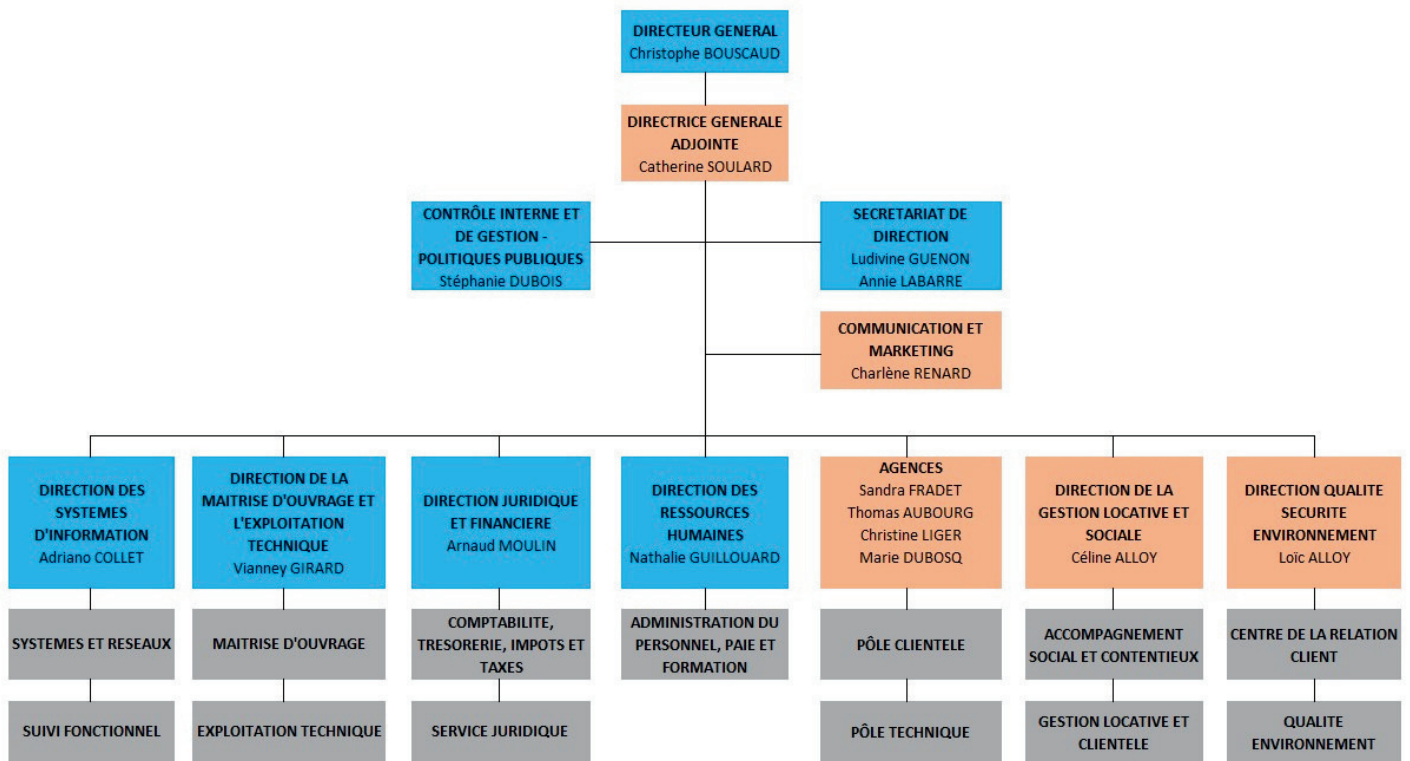 DIRECTEUR GENERAL
Christophe BOUSCAUD
DIRECTRICE GENERALE
ADJOINTE
Catherine SOULARD
CONTRÔLE INTERNE ET
DE GESTION -
POLITIQUES PUBLIQUES
Stéphanie DUBOIS
SECRETARIAT DE
DIRECTION
Ludivine GUENON
Annie LABARRE
COMMUNICATION ET
MARKETING
Charlène RENARD
DIRECTION DES
SYSTEMES
D'INFORMATION
Adriano COLLET
DIRECTION DE LA
MAITRISE D'OUVRAGE ET
L'EXPLOITATION
TECHNIQUE
Vianney GIRARD
DIRECTION JURIDIQUE
ET FINANCIERE
Arnaud MOULIN
DIRECTION DES
RESSOURCES
HUMAINES
Nathalie GUILLOUARD
AGENCES
Sandra FRADET
Thomas AUBOURG
Christine LIGER
Marie DUBOSQ
DIRECTION DE LA
GESTION LOCATIVE ET
SOCIALE
Céline ALLOY
DIRECTION QUALITE
SECURITE
ENVIRONNEMENT
Loïc ALLOY
SYSTEMES ET RESEAUX
MAITRISE D'OUVRAGE
COMPTABILITE,
TRESORERIE, IMPOTS ET
TAXES
ADMINISTRATION DU
PERSONNEL, PAIE ET
FORMATION
PÔLE CLIENTELE
ACCOMPAGNEMENT
SOCIAL ET CONTENTIEUX
CENTRE DE LA RELATION
CLIENT
SUIVI FONCTIONNEL
EXPLOITATION TECHNIQUE
SERVICE JURIDIQUE
PÔLE TECHNIQUE
GESTION LOCATIVE ET
CLIENTELE
QUALITE
ENVIRONNEMENT